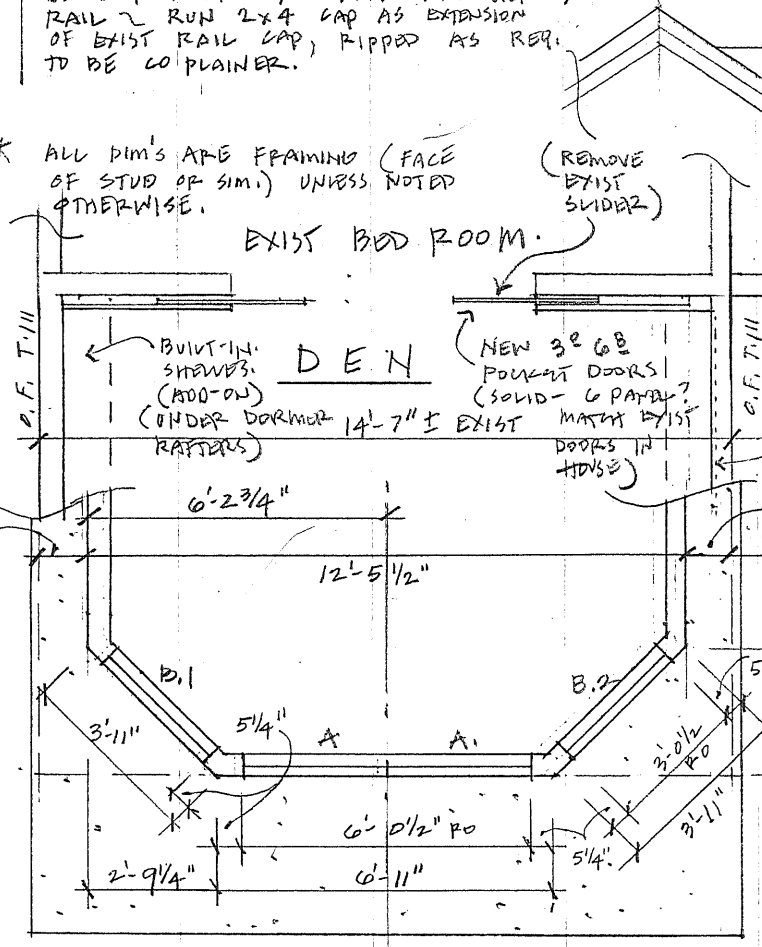 RAIL ~ RUN 2x4 CAP AS EXTENSION
OF EXIST RAIL CAP, RIPPED AS REQ.
TO BE CO PLAINER.
* ALL DIM'S ARE FRAMING (FACE
OF STUD OR SIM.) UNLESS NOTED
OTHERWISE.
(REMOVE
EXIST
SLIDER)
EXIST BED ROOM.
O.F. T.111
BUILT-IN
SHELVES.
(ADD-ON)
(UNDER DORMER
RAFTERS)
DEN
NEW 3⁰ 6⁸
POCKET DOORS
(SOLID - 6 PANEL?
MATCH EXIST
DOORS IN
HOUSE)
O.F. T.111
14'-7" ± EXIST
6'-2 3/4"
12'-5 1/2"
B.1
B.2
3'-11"
5 1/4"
A
A.
5
3'-0 1/2
RO
3'-11"
6'-0 1/2" RO
5 1/4".
2'-9 1/4"
6'-11"